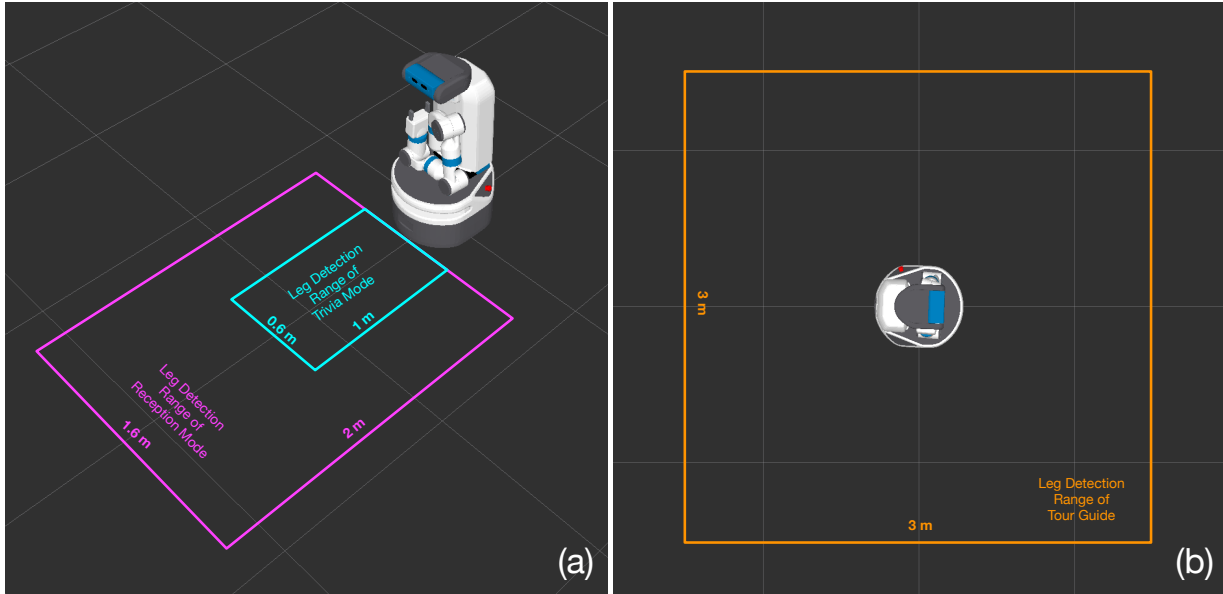 Leg Detection
Range of
Trivia Mode
0.6 m
1 m
Leg Detection
Range of
Reception Mode
1.6 m
2 m
(a)
3 m
Leg Detection
Range of
Tour Guide
3 m
(b)